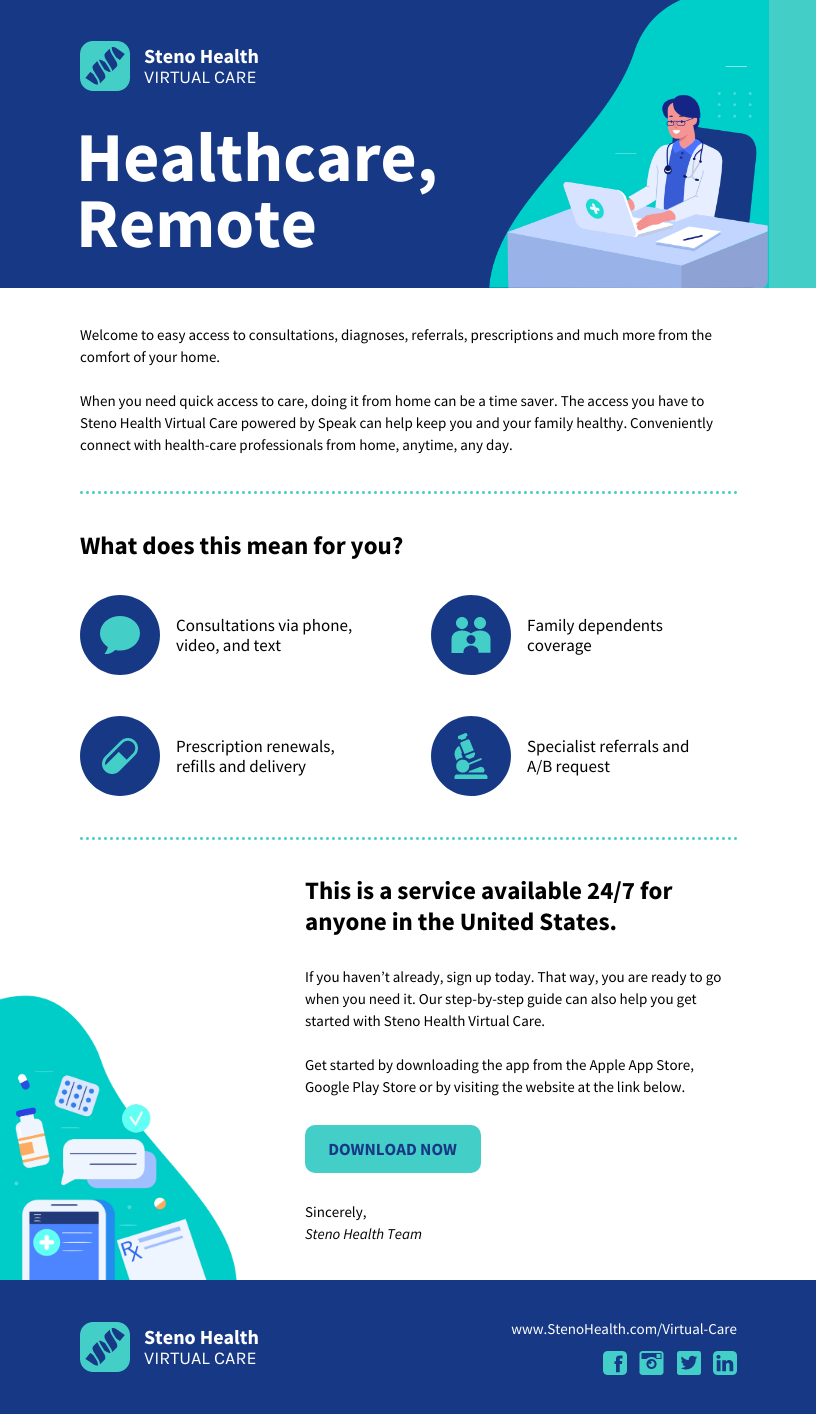 Steno Health
VIRTUAL CARE
Healthcare,
Remote
Welcome to easy access to consultations, diagnoses, referrals, prescriptions and much more from the
comfort of your home.
When you need quick access to care, doing it from home can be a time saver. The access you have to
Steno Health Virtual Care powered by Speak can help keep you and your family healthy. Conveniently
connect with health-care professionals from home, anytime, any day.
What does this mean for you?
Consultations via phone,
video, and text
Family dependents
coverage
Prescription renewals,
refills and delivery
Specialist referrals and
A/B request
This is a service available 24/7 for
anyone in the United States.
If you haven’t already, sign up today. That way, you are ready to go
when you need it. Our step-by-step guide can also help you get
started with Steno Health Virtual Care.
Get started by downloading the app from the Apple App Store,
Google Play Store or by visiting the website at the link below.
DOWNLOAD NOW
Sincerely,
Steno Health Team
Rx
Steno Health
VIRTUAL CARE
www.StenoHealth.com/Virtual-Care